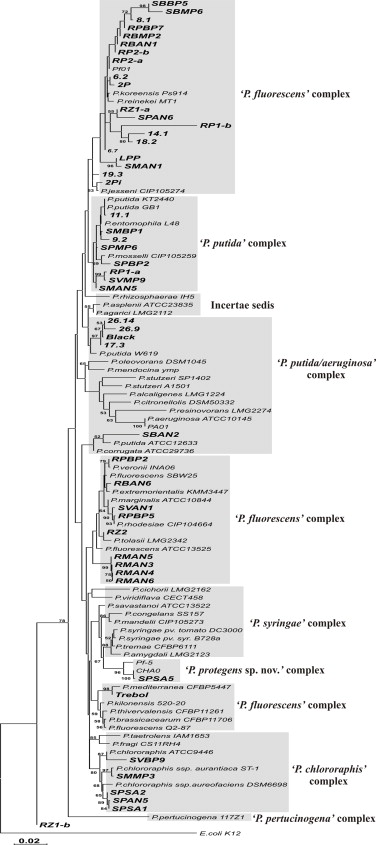 SBBP5
98
SBMP6
72
8.1
RPBP7
RBMP2
RBAN1
RP2-b
RP2-a
Pf01
6.2
2P
P.koreensis Ps914
P.reinekei MT1
'P. fluorescens' complex
RZ1-a
SPAN6
RP1-b
14.1
18.2
6.7
LPP
SMAN1
19.3
2PI
P.jesseni CIP105274
P.putida KT2440
P.putida GB1
11.1
P.entomophila L48
SMBP1
9.2
SPMP6
P.mosselii CIP105259
SPBP2
RP1-a
SVMP9
SMAN5
'P. putida' complex
P.rhizosphaerae IH5
P.asplenii ATCC23835
P.agarici LMG2112
Incertae sedis
26.14
26.9
Black
17.3
P.putida W619
P.oleovorans DSM1045
P.mendocina ymp
'P. putida/aeruginosa'
complex
P.stutzeri SP1402
P.stutzeri A1501
P.alcaligenes LMG1224
P.citronellolis DSM50332
P.resinovorans LMG2274
P.aeruginosa ATCC10145
PA01
100
SBAN2
P.putida ATCC12633
P.corrugata ATCC29736
RPBP2
P.veronii INA06
P.fluorescens SBW25
RBAN6
P.extremorientalis KMM3447
P.marginalis ATCC10844
SVAN1
RPBP5
P.rhodesiae CIP104664
RZ2
P.tolasii LMG2342
P.fluorescens ATCC13525
RMAN5
RMAN3
RMAN4
RMAN6
'P. fluorescens' complex
P.cichorii LMG2162
P.viridiflava CECT458
P.savastanoi ATCC13522
P.congelans SS157
P.mandelii CIP105273
P.syringae pv. tomato DC3000
P.syringae pv. syr. B728a
P.tremae CFBP6111
P.amygdali LMG2123
'P. syringae' complex
78
67
Pf-5
CHA0
SPSA5
100
'P. protegens sp. nov.' complex
P.mediterranea CFBP5447
Trebol
P.kilonensis 520-20
P.thivervalensis CFBP11261
P.brassicacearum CFBP11706
P.fluorescens Q2-87
'P. fluorescens' complex
P.taetrolens IAM1653
P.fragi CS11RH4
P.chlororaphis ATCC9446
SVBP9
P.chlororaphis ssp. aurantiaca ST-1
SMMP3
P.chlororaphis ssp.aureofaciens DSM6698
SPSA2
SPAN5
SPSA1
'P. chlororaphis'
complex
P.pertucinogena 117Z1
'P. pertucinogena' complex
RZ1-b
E.coli K12
0.02